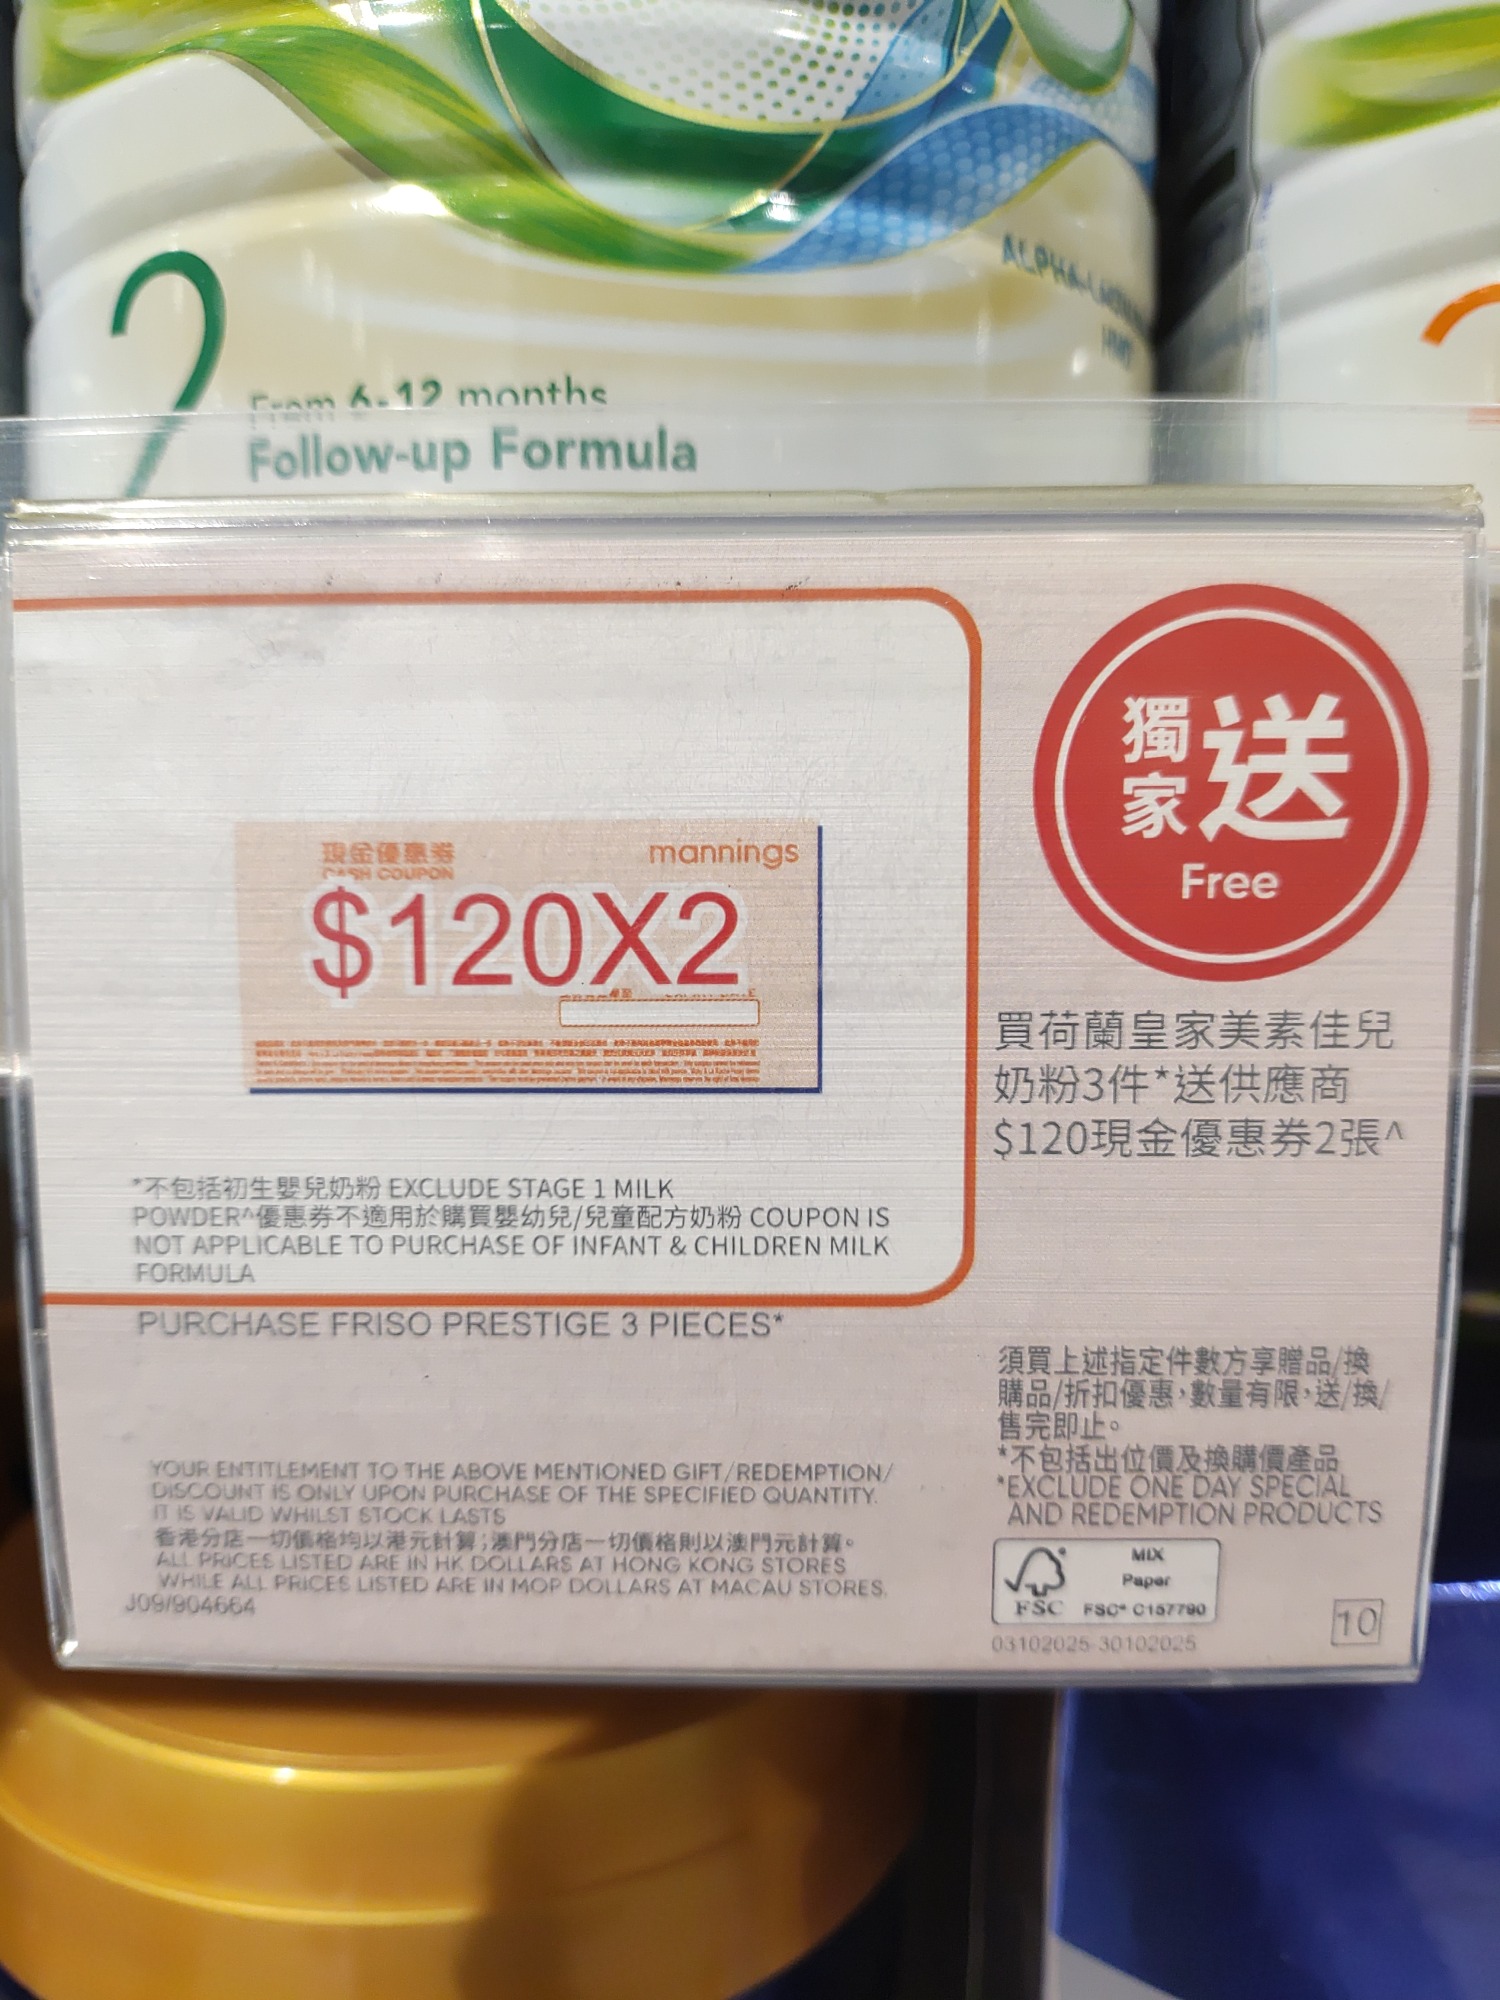 2
From 6-12 months
Follow-up Formula
獨家送
Free
現金優惠券
CASH COUPON
mannings
$120X2
買荷蘭皇家美素佳兒
奶粉3件*送供應商
$120現金優惠券2張^
*不包括初生嬰兒奶粉 EXCLUDE STAGE 1 MILK
POWDER^優惠券不適用於購買嬰幼兒/兒童配方奶粉 COUPON IS
NOT APPLICABLE TO PURCHASE OF INFANT & CHILDREN MILK
FORMULA
PURCHASE FRISO PRESTIGE 3 PIECES*
須買上述指定件數方享贈品/換
購品/折扣優惠，數量有限，送/換/
售完即止。
*不包括出位價及換購價產品
*EXCLUDE ONE DAY SPECIAL
AND REDEMPTION PRODUCTS
YOUR ENTITLEMENT TO THE ABOVE MENTIONED GIFT/REDEMPTION/
DISCOUNT IS ONLY UPON PURCHASE OF THE SPECIFIED QUANTITY.
IT IS VALID WHILST STOCK LASTS
香港分店一切價格均以港元計算；澳門分店一切價格則以澳門元計算。
ALL PRICES LISTED ARE IN HK DOLLARS AT HONG KONG STORES
WHILE ALL PRICES LISTED ARE IN MOP DOLLARS AT MACAU STORES.
J09/904664
FSC
MIX
Paper
FSC® C157790
03102025-30102025
10